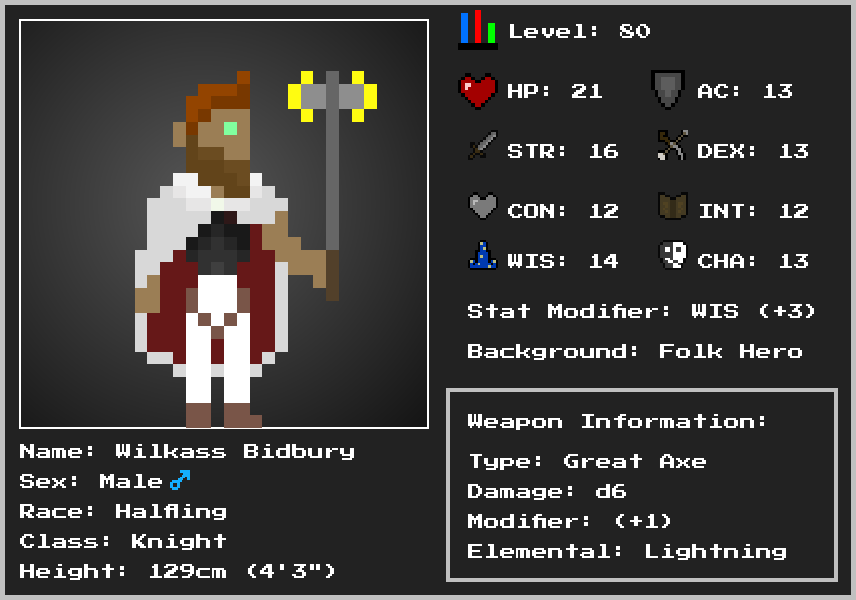 Level: 80
HP: 21
AC: 13
STR: 16
DEX: 13
CON: 12
INT: 12
WIS: 14
CHA: 13
Stat Modifier: WIS (+3)
Background: Folk Hero
Weapon Information:
Type: Great Axe
Damage: d6
Modifier: (+1)
Elemental: Lightning
Name: Wilkass Bidbury
Sex: Male ♂
Race: Halfling
Class: Knight
Height: 129cm (4'3")